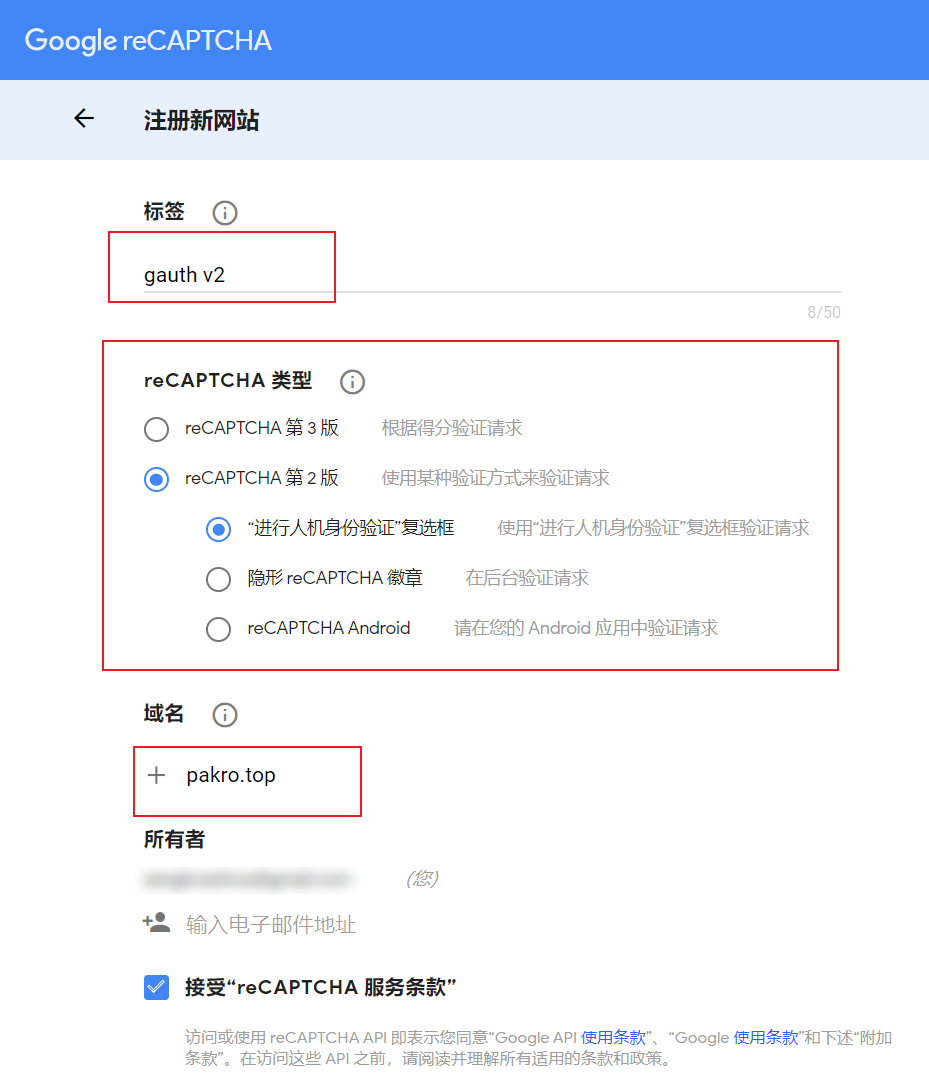 Google reCAPTCHA
注册新网站
标签
gauth v2
8/50
reCAPTCHA 类型
reCAPTCHA 第 3 版 根据得分验证请求
reCAPTCHA 第 2 版 使用某种验证方式来验证请求
“进行人机身份验证”复选框 使用“进行人机身份验证”复选框验证请求
隐形 reCAPTCHA 徽章 在后台验证请求
reCAPTCHA Android 请在您的 Android 应用中验证请求
域名
pakro.top
所有者
(您)
输入电子邮件地址
接受“reCAPTCHA 服务条款”
访问或使用 reCAPTCHA API 即表示您同意“Google API 使用条款”、“Google 使用条款”和下述“附加
条款”。在访问这些 API 之前，请阅读并理解所有适用的条款和政策。